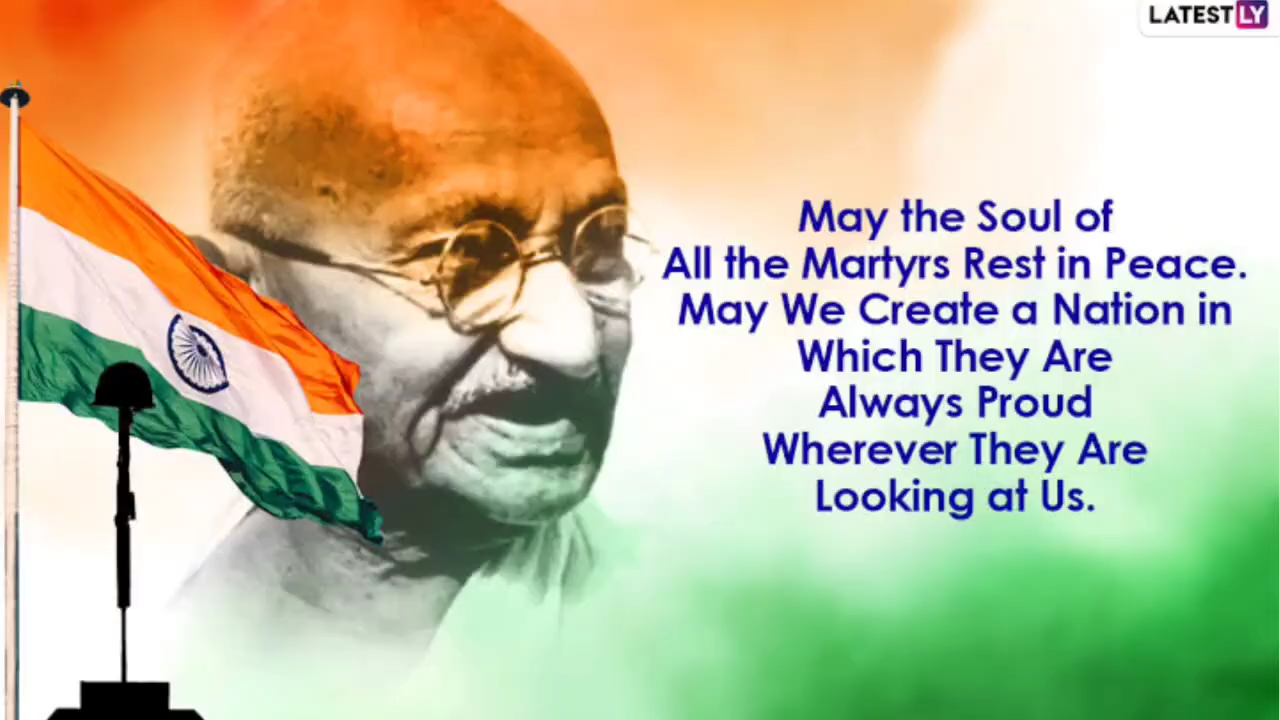 LATESTLY
May the Soul of
All the Martyrs Rest in Peace.
May We Create a Nation in
Which They Are
Always Proud
Wherever They Are
Looking at Us.